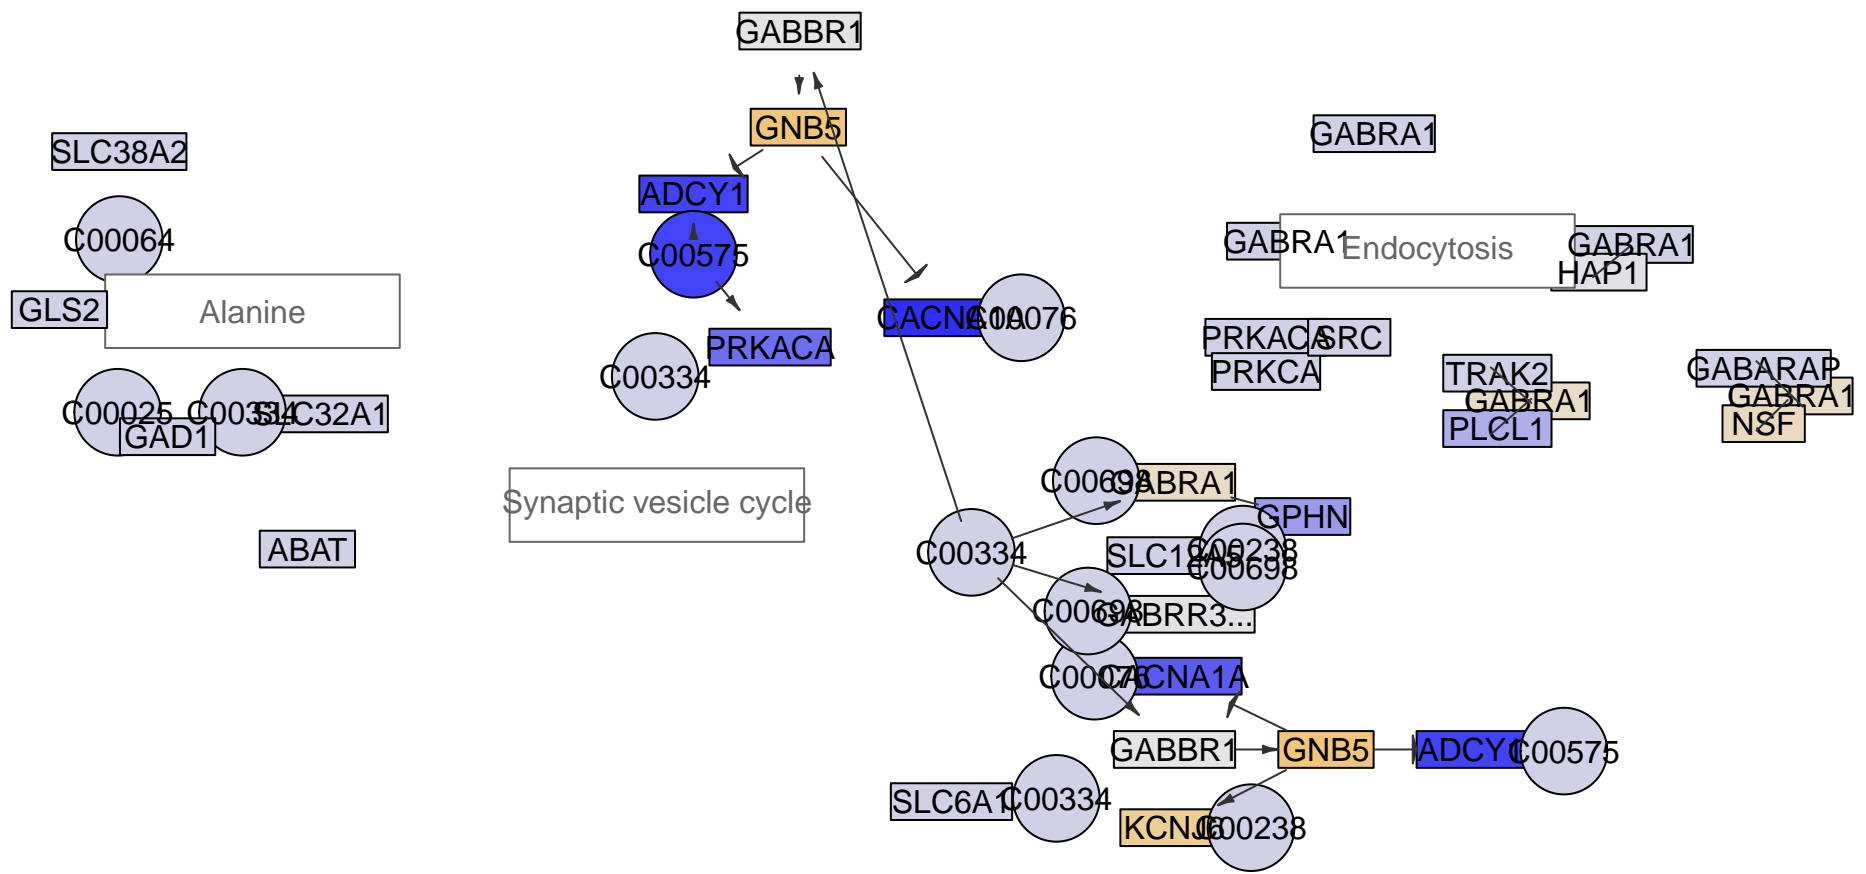 GABBR1
GNB5
SLC38A2
GABRA1
ADCY1
C00064
C00575
GABRA1
Endocytosis
GABRA1
HAP1
GLS2
Alanine
CACNA1A
C00076
PRKACA
PRKACA
SRC
C00334
PRKCA
TRAK2
GABARAP
GABRA1
GABRA1
C00025
C00334
SLC32A1
GAD1
PLCL1
NSF
C00698
GABRA1
Synaptic vesicle cycle
GPHN
ABAT
C00334
SLC12A5
C00238
C00698
C00698
GABRR3...
C00076
CACNA1A
GABBR1
GNB5
ADCY1
C00575
SLC6A1
C00334
KCNJ6
C00238